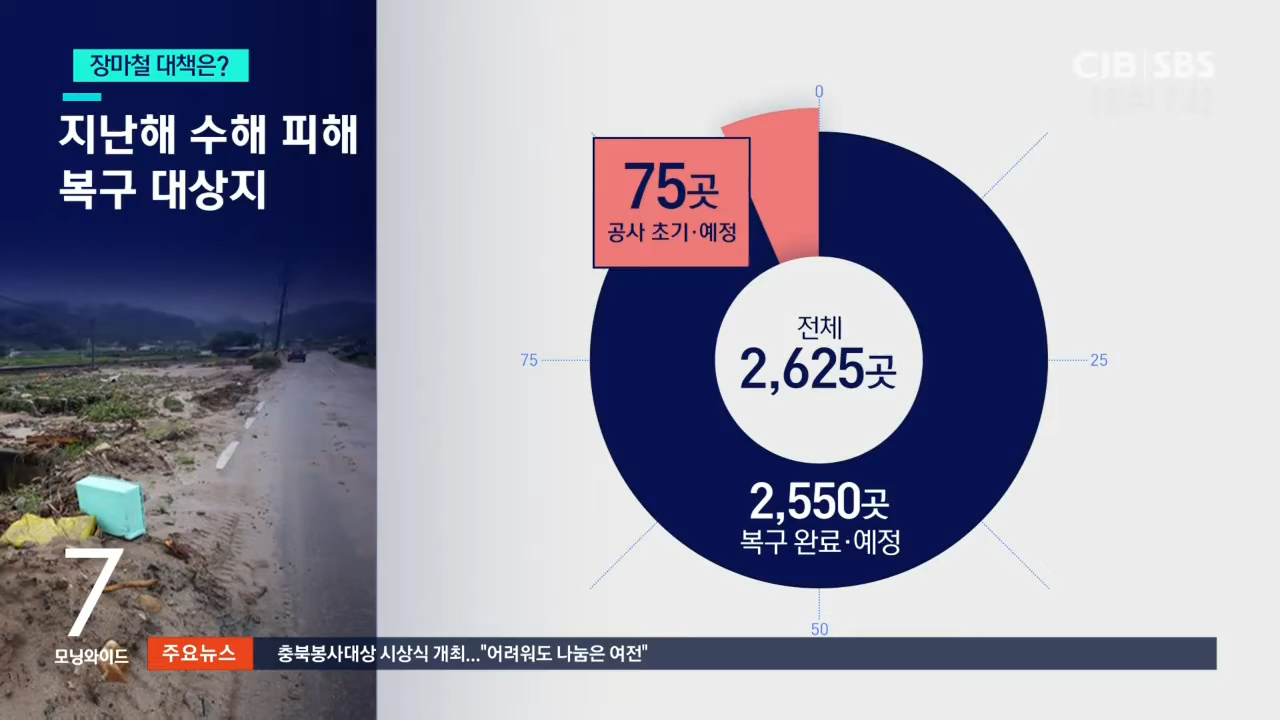 장마철 대책은?
지난해 수해 피해
복구 대상지
CJB SBS
0
75곳
공사 초기·예정
전체
2,625곳
75
25
2,550곳
복구 완료·예정
50
7
모닝와이드
주요뉴스
충북봉사대상 시상식 개최..."어려워도 나눔은 여전"